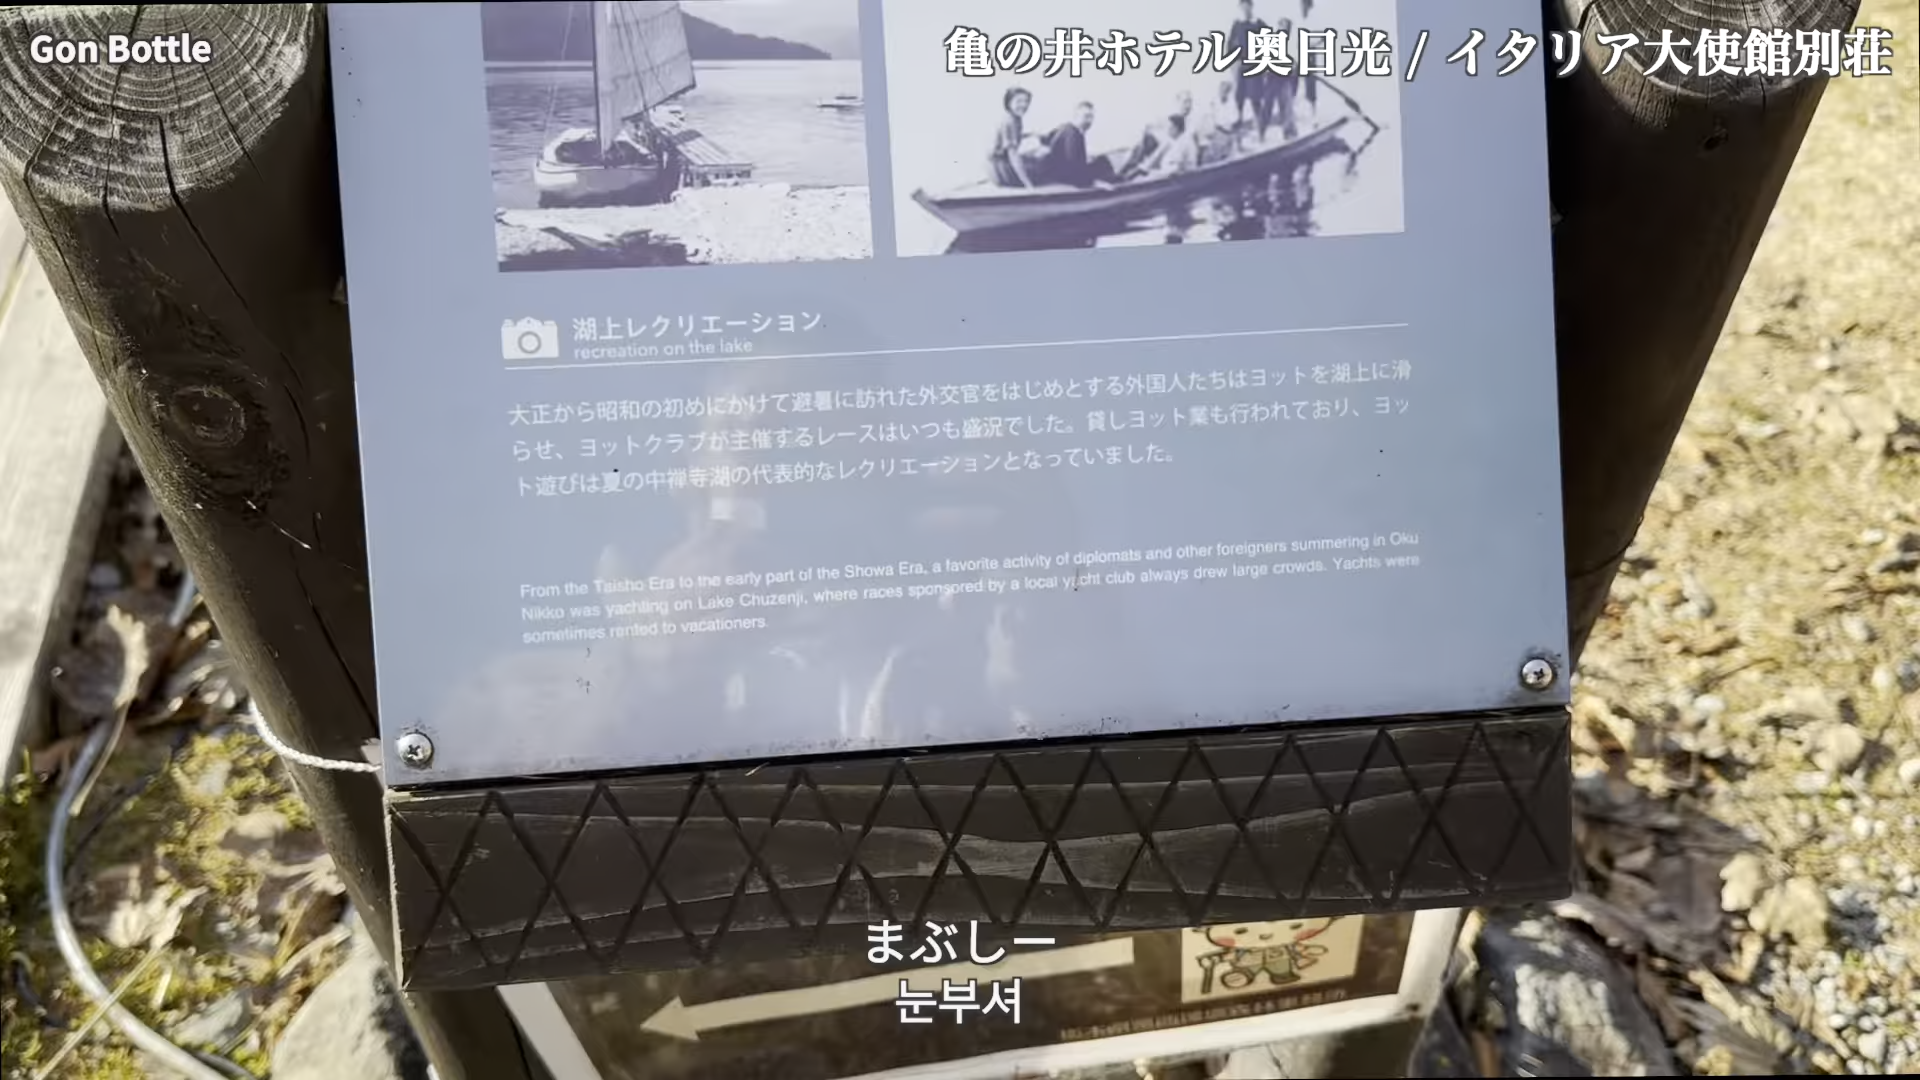 Gon Bottle
亀の井ホテル奥日光 / イタリア大使館別荘
湖上レクリエーション
recreation on the lake
大正から昭和の初めにかけて避暑に訪れた外交官をはじめとする外国人たちはヨットを湖上に滑
らせ、ヨットクラブが主催するレースはいつも盛況でした。貸しヨット業も行われており、ヨッ
ト遊びは夏の中禅寺湖の代表的なレクリエーションとなっていました。
From the Taisho Era to the early part of the Showa Era, a favorite activity of diplomats and other foreigners summering in Oku
Nikko was yachting on Lake Chuzenji, where races sponsored by a local yacht club always drew large crowds. Yachts were
sometimes rented to vacationers.
まぶしー
눈부셔